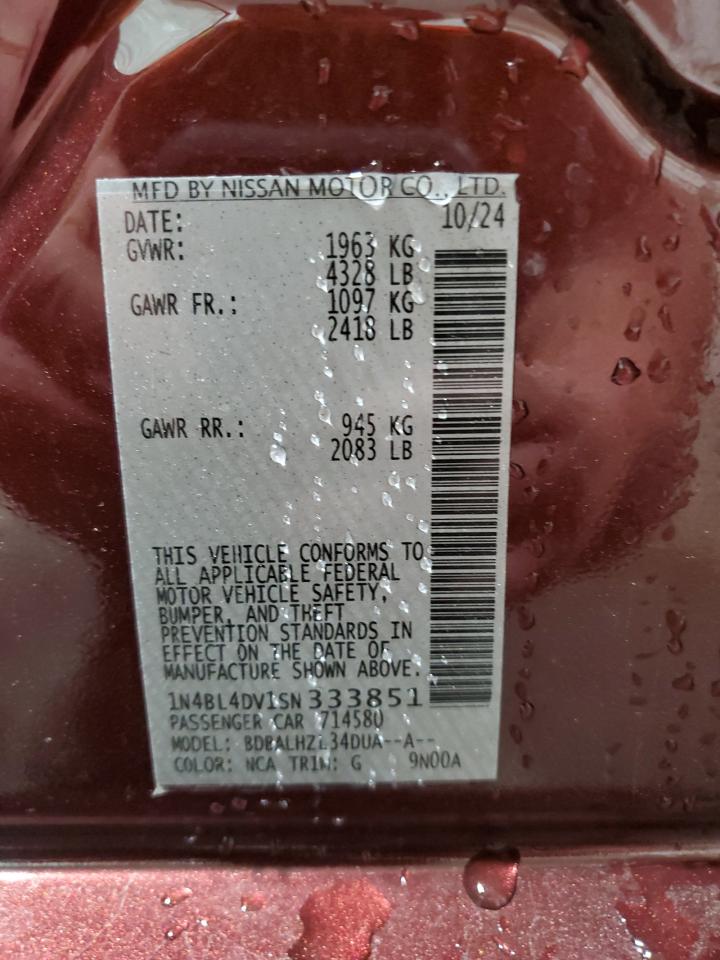 MFD BY NISSAN MOTOR CO., LTD.
DATE: 10/24
GVWR: 1963 KG
4328 LB
GAWR FR.: 1097 KG
2418 LB
GAWR RR.: 945 KG
2083 LB
THIS VEHICLE CONFORMS TO
ALL APPLICABLE FEDERAL
MOTOR VEHICLE SAFETY,
BUMPER, AND THEFT
PREVENTION STANDARDS IN
EFFECT ON THE DATE OF
MANUFACTURE SHOWN ABOVE.
1N4BL4DV1SN333851
PASSENGER CAR 714580
MODEL:
COLOR: NCA TRIM: G 9N00A